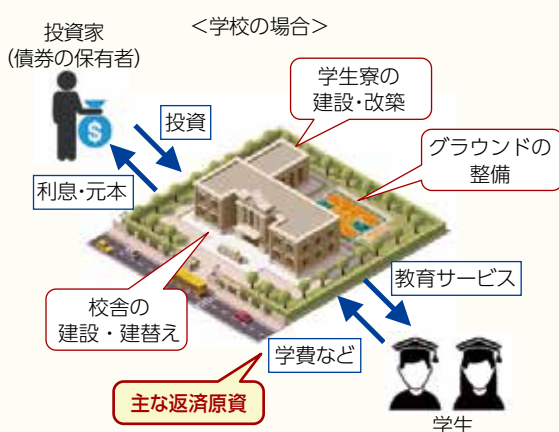 <学校の場合>
投資家
(債券の保有者)
投資
利息・元本
学生寮の
建設・改築
グラウンドの
整備
校舎の
建設・建替え
教育サービス
学費など
主な返済原資
学生
$